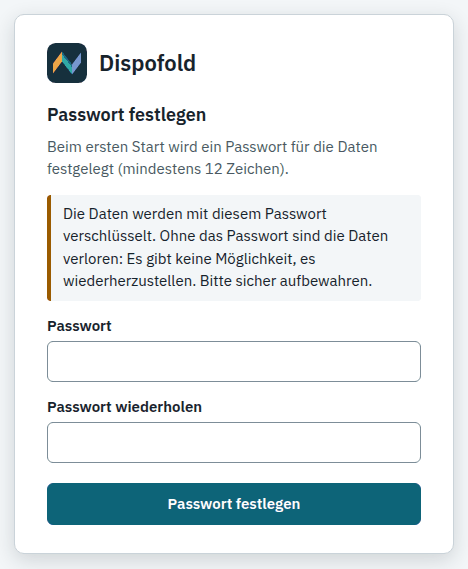 Dispofold
Passwort festlegen
Beim ersten Start wird ein Passwort für die Daten
festgelegt (mindestens 12 Zeichen).
Die Daten werden mit diesem Passwort
verschlüsselt. Ohne das Passwort sind die Daten
verloren: Es gibt keine Möglichkeit, es
wiederherzustellen. Bitte sicher aufbewahren.
Passwort
Passwort wiederholen
Passwort festlegen